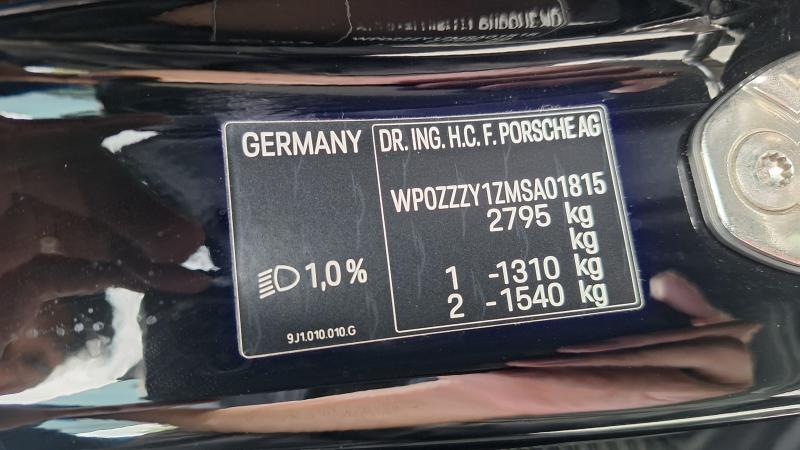 GERMANY
DR. ING. H.C. F. PORSCHE AG
WP0ZZZY1ZMSA01815
2795 kg
kg
1 -1310 kg
2 -1540 kg
1,0 %
9J1.010.010.G